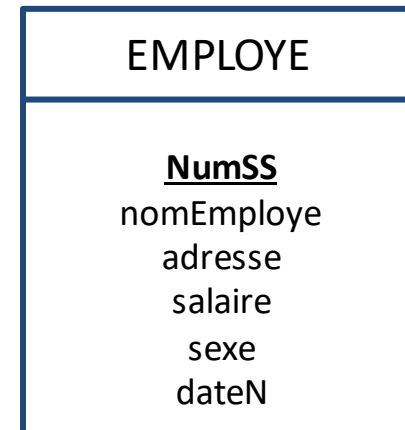 EMPLOYE
NumSS
nomEmploye
adresse
salaire
sexe
dateN